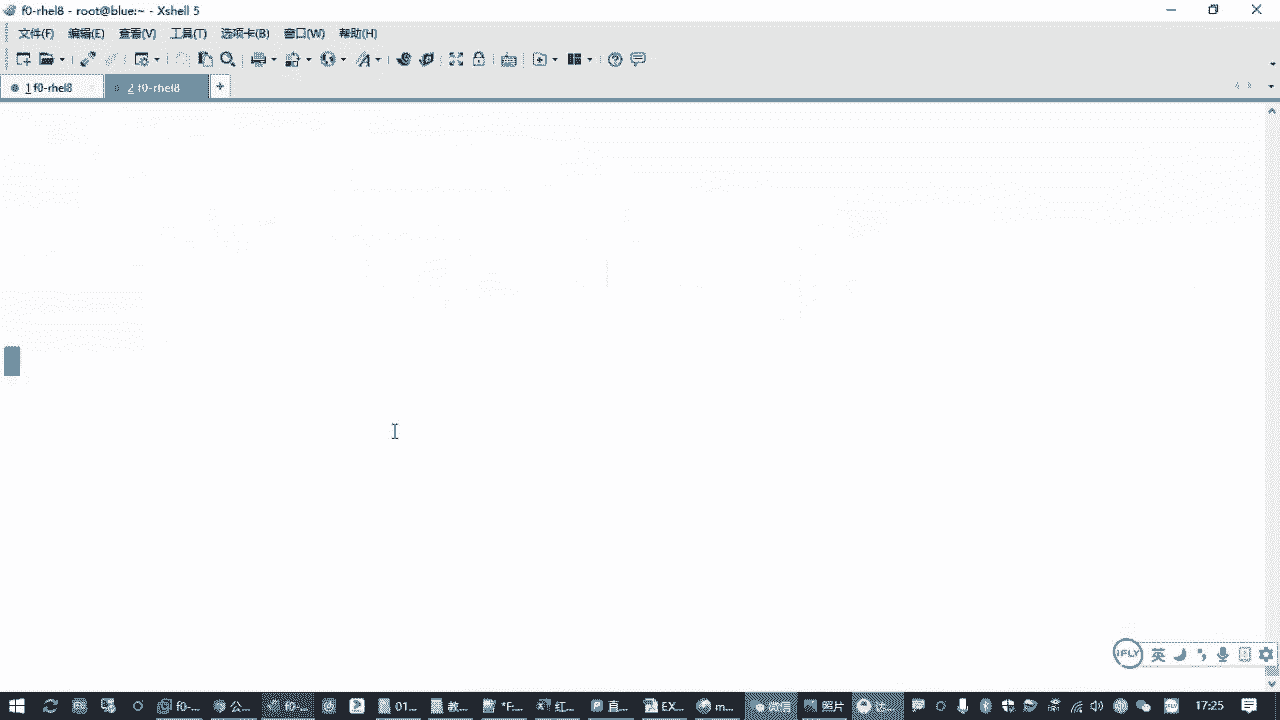 f0-rhel8 - root@blue:~ - Xshell 5
文件(F) 编辑(E) 查看(V) 工具(T) 选项卡(B) 窗口(W) 帮助(H)
1 f0-rhel8 2 f0-rhel8 +
iFLY 英
f0-... 公... f0-... 01... 教... *F... 红... 直... EX... m... 微信 照片 17:25